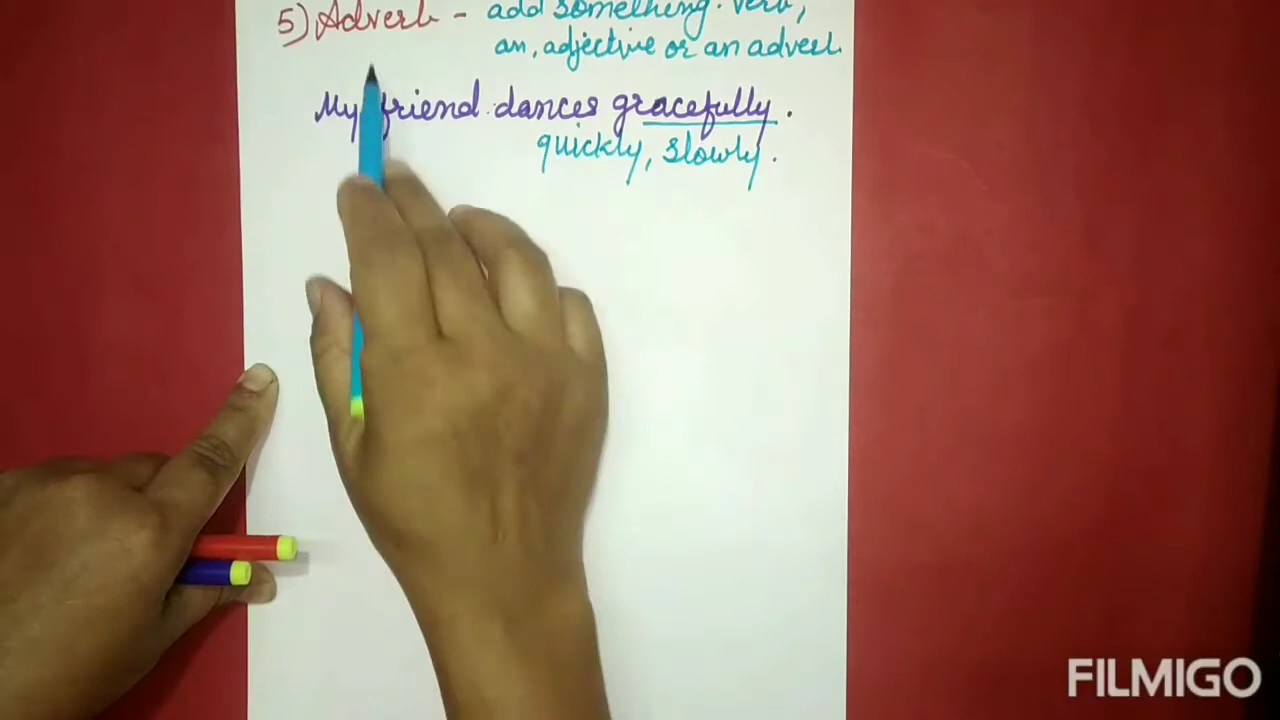 5) Adverb - add something. verb,
an, adjective or an adverb.
My friend dances gracefully.
quickly, slowly.
FILMIGO